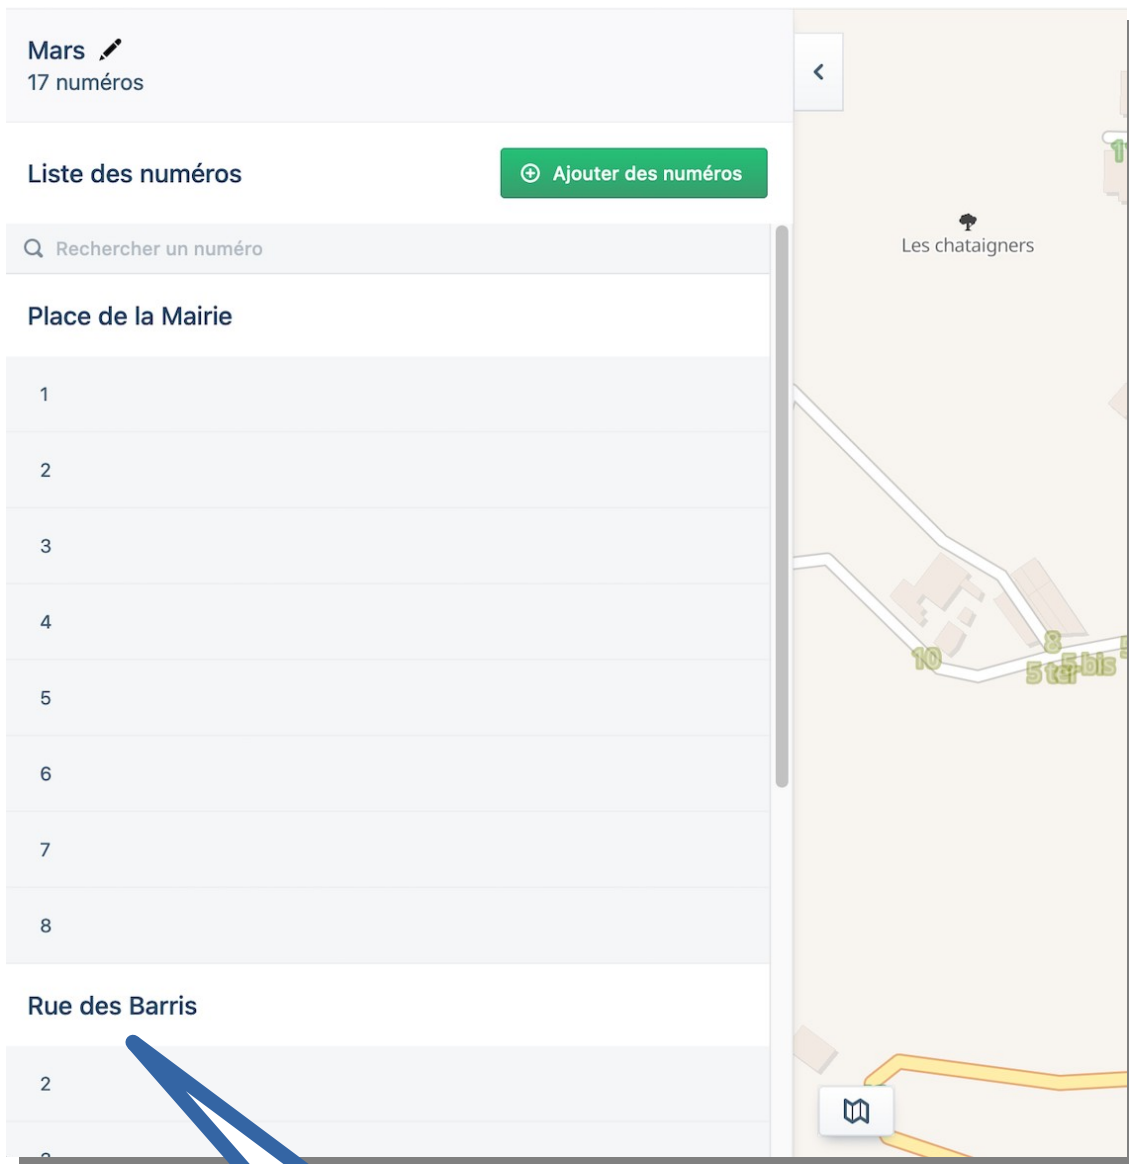 Mars
17 numéros
Liste des numéros
Ajouter des numéros
Rechercher un numéro
Place de la Mairie
1
2
3
4
5
6
7
8
Rue des Barris
2
Les chataigners
10
8
5 ter
5 bis